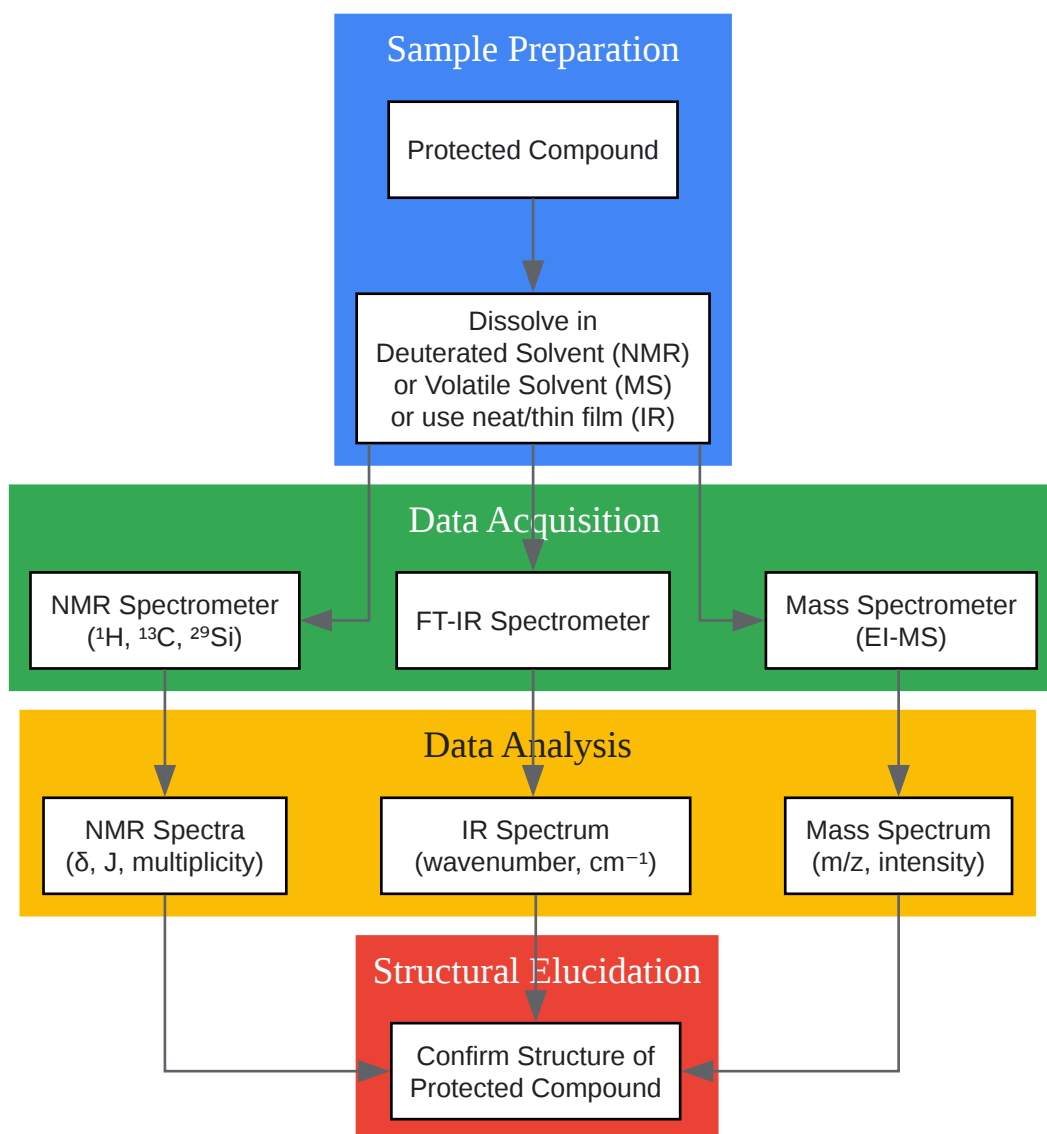 Sample Preparation
Protected Compound
Dissolve in
Deuterated Solvent (NMR)
or Volatile Solvent (MS)
or use neat/thin film (IR)
Data Acquisition
NMR Spectrometer
(¹H, ¹³C, ²⁹Si)
FT-IR Spectrometer
Mass Spectrometer
(EI-MS)
Data Analysis
NMR Spectra
(δ, J, multiplicity)
IR Spectrum
(wavenumber, cm⁻¹)
Mass Spectrum
(m/z, intensity)
Structural Elucidation
Confirm Structure of
Protected Compound